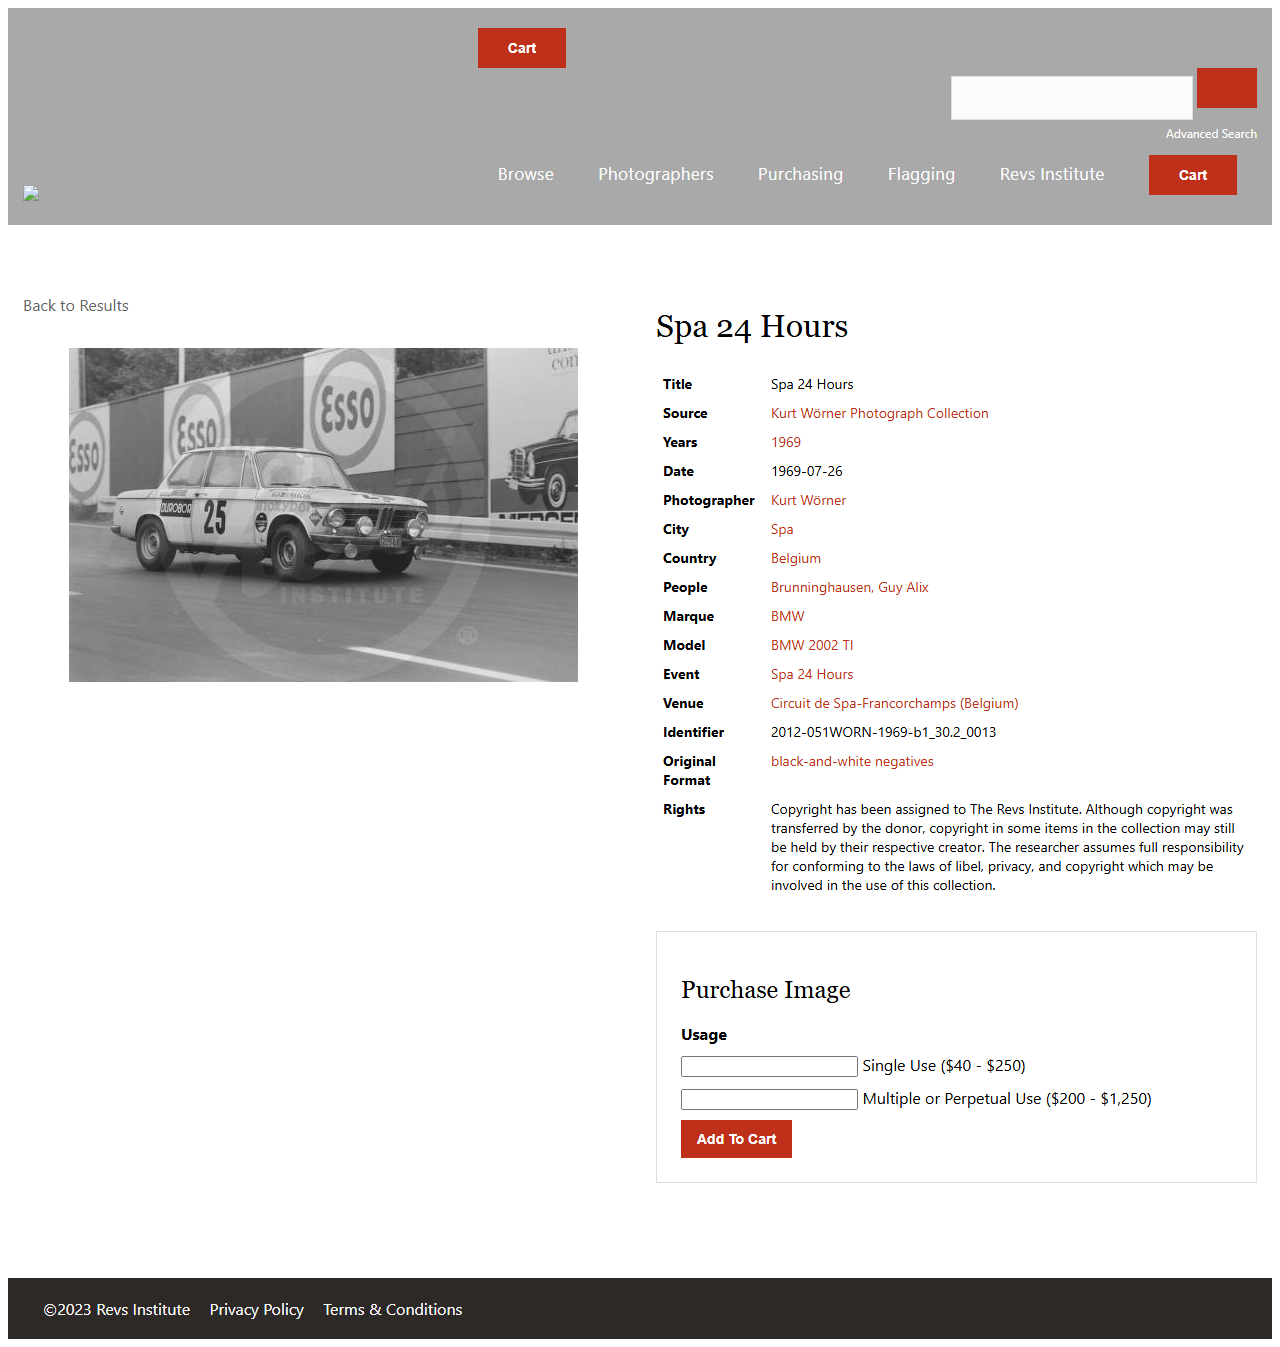 Cart
Advanced Search
Browse Photographers Purchasing Flagging Revs Institute Cart
Back to Results
Spa 24 Hours
ESSO
ESSO
ESSO
25
MERCED
THE
INSTITUTE
®
Title Spa 24 Hours
Source Kurt Wörner Photograph Collection
Years 1969
Date 1969-07-26
Photographer Kurt Wörner
City Spa
Country Belgium
People Brunninghausen, Guy Alix
Marque BMW
Model BMW 2002 TI
Event Spa 24 Hours
Venue Circuit de Spa-Francorchamps (Belgium)
Identifier 2012-051WORN-1969-b1_30.2_0013
Original black-and-white negatives
Format
Rights Copyright has been assigned to The Revs Institute. Although copyright was
transferred by the donor, copyright in some items in the collection may still
be held by their respective creator. The researcher assumes full responsibility
for conforming to the laws of libel, privacy, and copyright which may be
involved in the use of this collection.
Purchase Image
Usage
Single Use ($40 - $250)
Multiple or Perpetual Use ($200 - $1,250)
Add To Cart
©2023 Revs Institute Privacy Policy Terms & Conditions